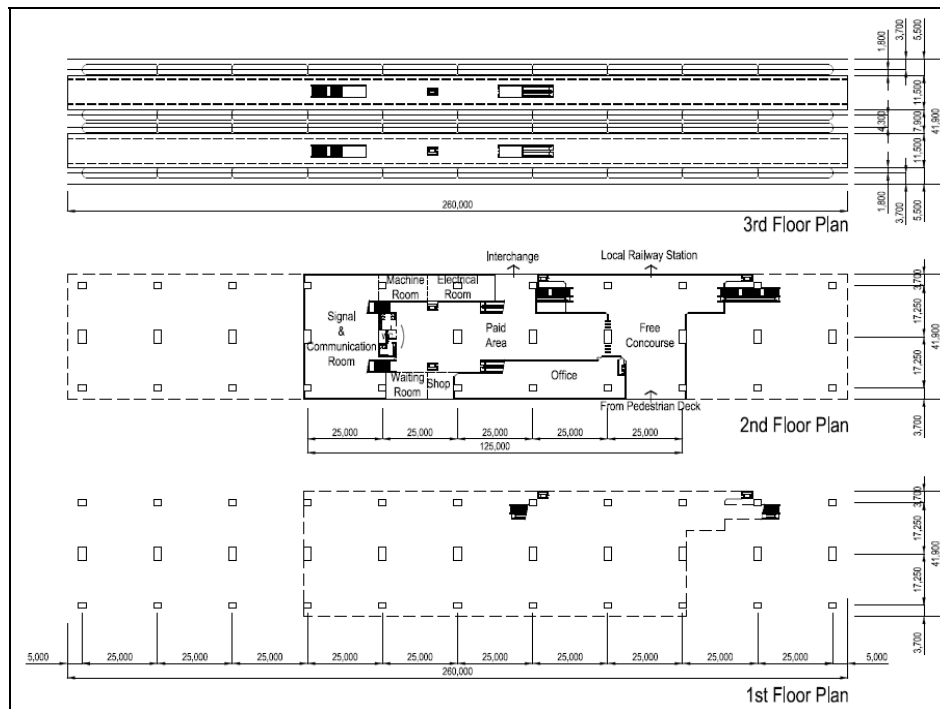 1,800
3,700
5,500
11,500
4,300
7,900
41,900
11,500
1,800
3,700
5,500
260,000
3rd Floor Plan
Interchange
Local Railway Station
Machine
Room
Electrical
Room
Signal
&
Communication
Room
Paid
Area
Free
Concourse
Waiting
Room
Shop
Office
From Pedestrian Deck
3,700
17,250
41,900
17,250
3,700
25,000 25,000 25,000 25,000 25,000
125,000
2nd Floor Plan
3,700
17,250
41,900
17,250
3,700
5,000 25,000 25,000 25,000 25,000 25,000 25,000 25,000 25,000 25,000 25,000 5,000
260,000
1st Floor Plan